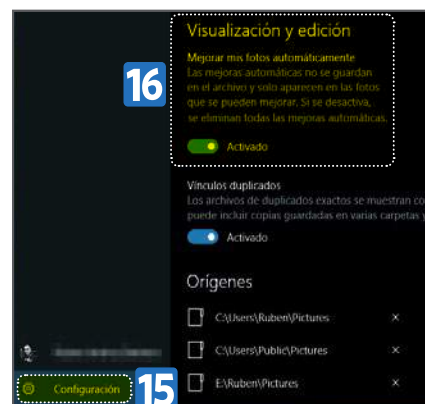 Visualización y edición
Mejorar mis fotos automáticamente
Las mejoras automáticas no se guardan
en el archivo y solo aparecen en las fotos
que se pueden mejorar. Si se desactiva,
se eliminan todas las mejoras automáticas.
16
Activado
Vínculos duplicados
Los archivos de duplicados exactos se muestran co
puede incluir copias guardadas en varias carpetas y
Activado
Orígenes
C:\Users\Ruben\Pictures
C:\Users\Public\Pictures
E:\Ruben\Pictures
Configuración
15